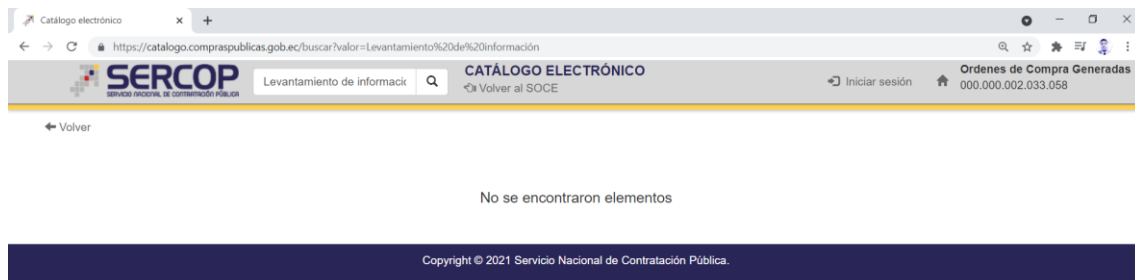 Catálogo electrónico
https://catalogo.compraspublicas.gob.ec/buscar?valor=Levantamiento%20de%20información
SERCOP
SERVICIO NACIONAL DE CONTRATACIÓN PÚBLICA
Levantamiento de informació
CATÁLOGO ELECTRÓNICO
Volver al SOCE
Iniciar sesión
Ordenes de Compra Generadas
000.000.002.033.058
Volver
No se encontraron elementos
Copyright © 2021 Servicio Nacional de Contratación Pública.